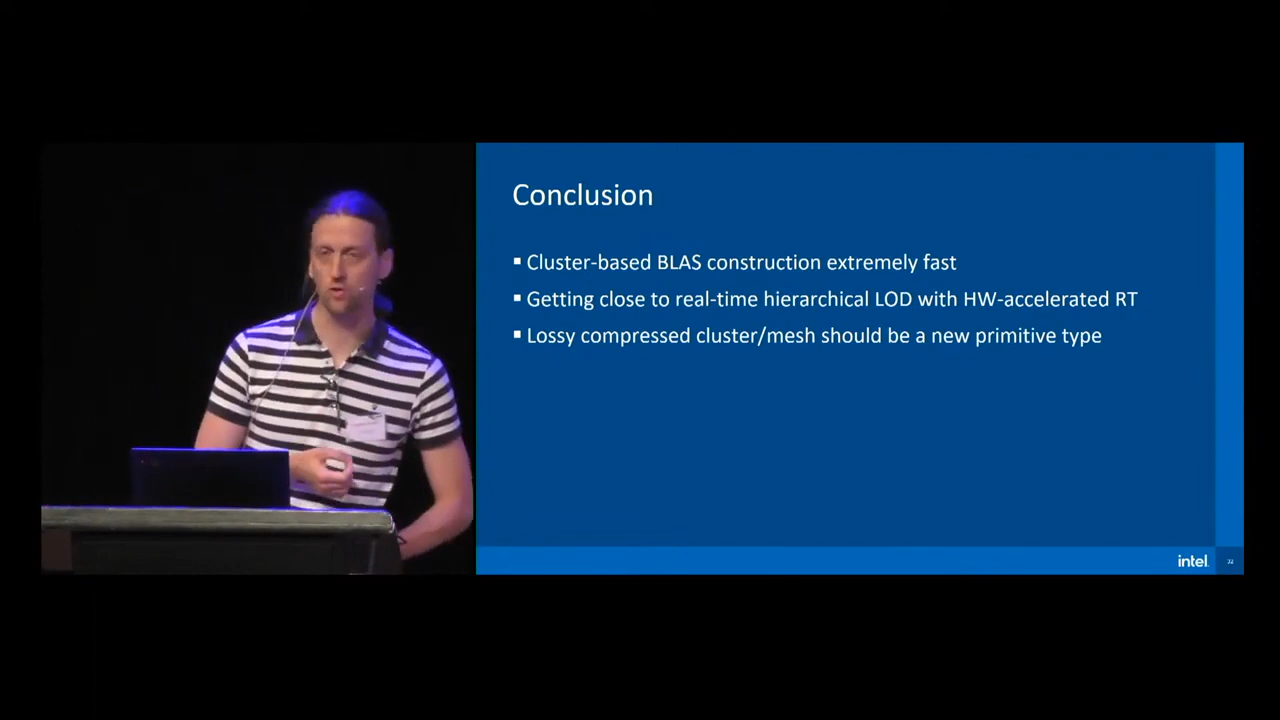 Conclusion
▪ Cluster-based BLAS construction extremely fast
▪ Getting close to real-time hierarchical LOD with HW-accelerated RT
▪ Lossy compressed cluster/mesh should be a new primitive type
intel